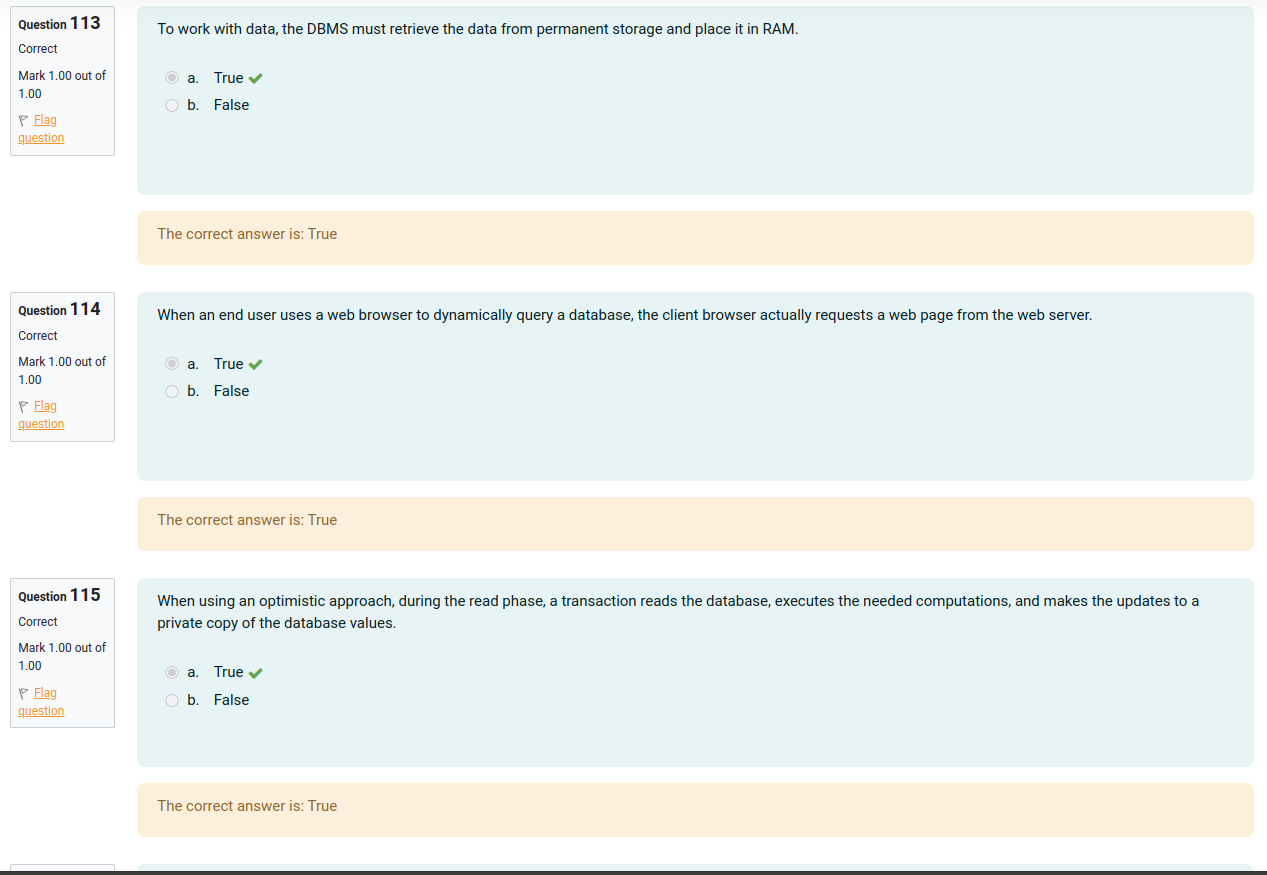 Question 113
Correct
Mark 1.00 out of
1.00
Flag
question
To work with data, the DBMS must retrieve the data from permanent storage and place it in RAM.
a. True
b. False
The correct answer is: True
Question 114
Correct
Mark 1.00 out of
1.00
Flag
question
When an end user uses a web browser to dynamically query a database, the client browser actually requests a web page from the web server.
a. True
b. False
The correct answer is: True
Question 115
Correct
Mark 1.00 out of
1.00
Flag
question
When using an optimistic approach, during the read phase, a transaction reads the database, executes the needed computations, and makes the updates to a
private copy of the database values.
a. True
b. False
The correct answer is: True